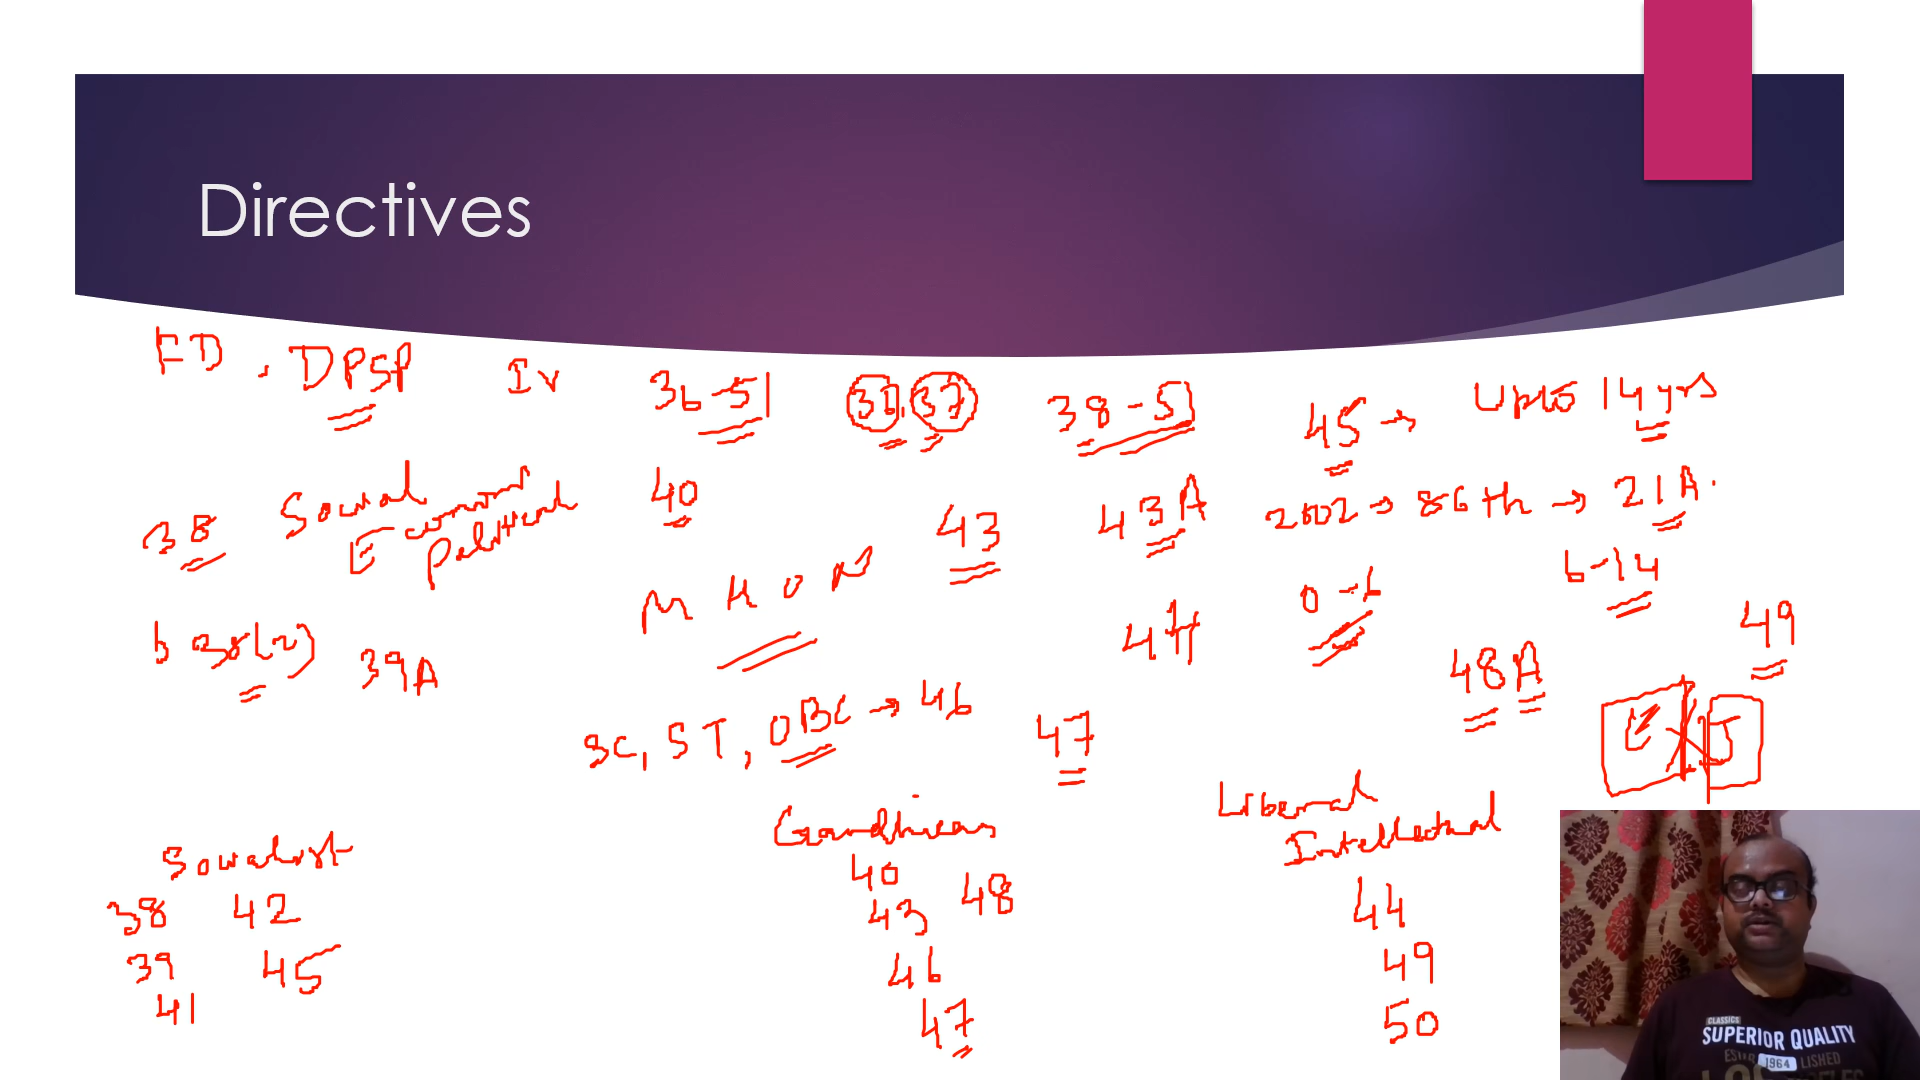 Directives
FD, DPSP IV 36-51 36, 37 38-51 45 → Upto 14 yrs
38 Social Economic Political 40 43 43A 2002 → 86th → 21A.
M K O N 0-6 6-14
b 38(2) 39A 44 48A 49
SC, ST, OBC → 46 47 E X J
Socialist Gandhian Liberal
Intellectual
38 42 40 48 44
39 45 43 49
41 46 50
47
CLASSICS
SUPERIOR QUALITY
1964 LISHED